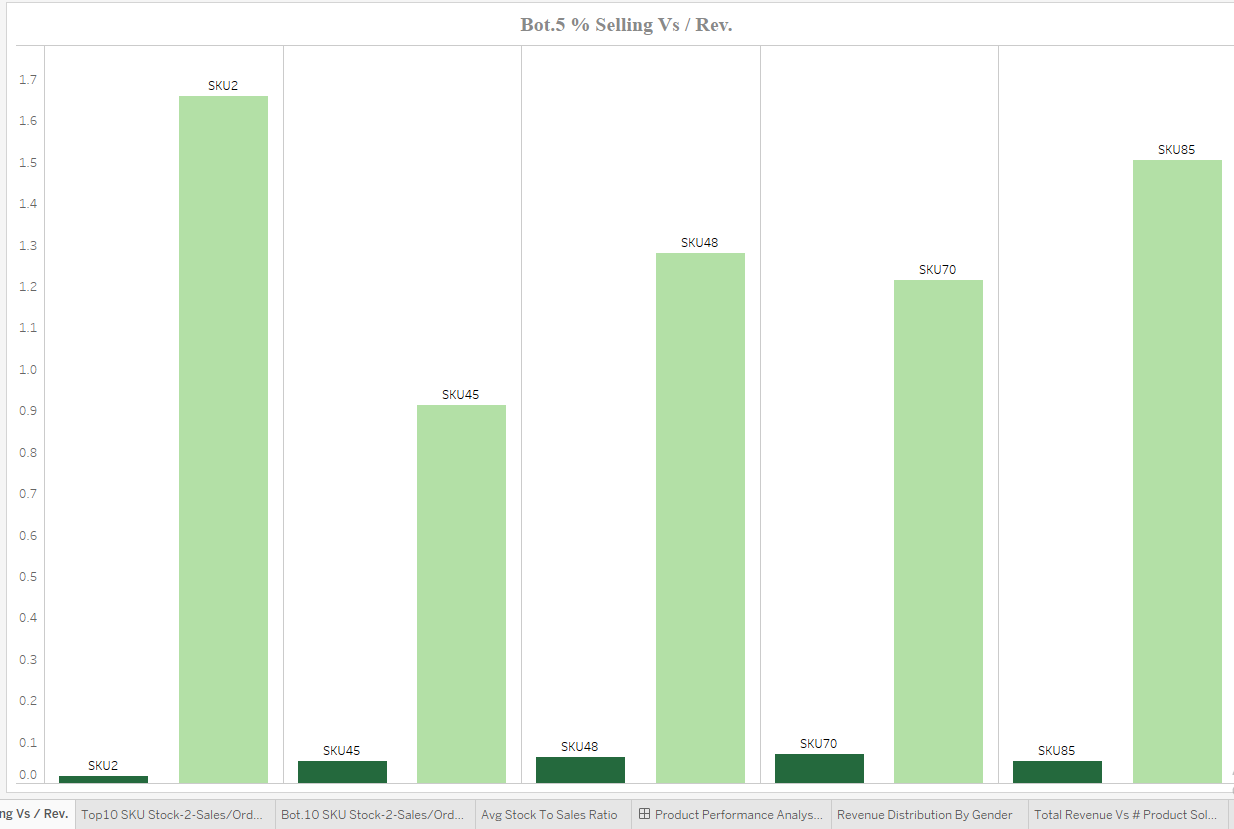 Bot.5 % Selling Vs / Rev.
1.7
1.6
1.5
1.4
1.3
1.2
1.1
1.0
0.9
0.8
0.7
0.6
0.5
0.4
0.3
0.2
0.1
0.0
SKU2
SKU2
SKU45
SKU45
SKU48
SKU48
SKU70
SKU70
SKU85
SKU85
ng Vs / Rev.
Top10 SKU Stock-2-Sales/Ord...
Bot.10 SKU Stock-2-Sales/Ord...
Avg Stock To Sales Ratio
Product Performance Analys...
Revenue Distribution By Gender
Total Revenue Vs # Product Sol...